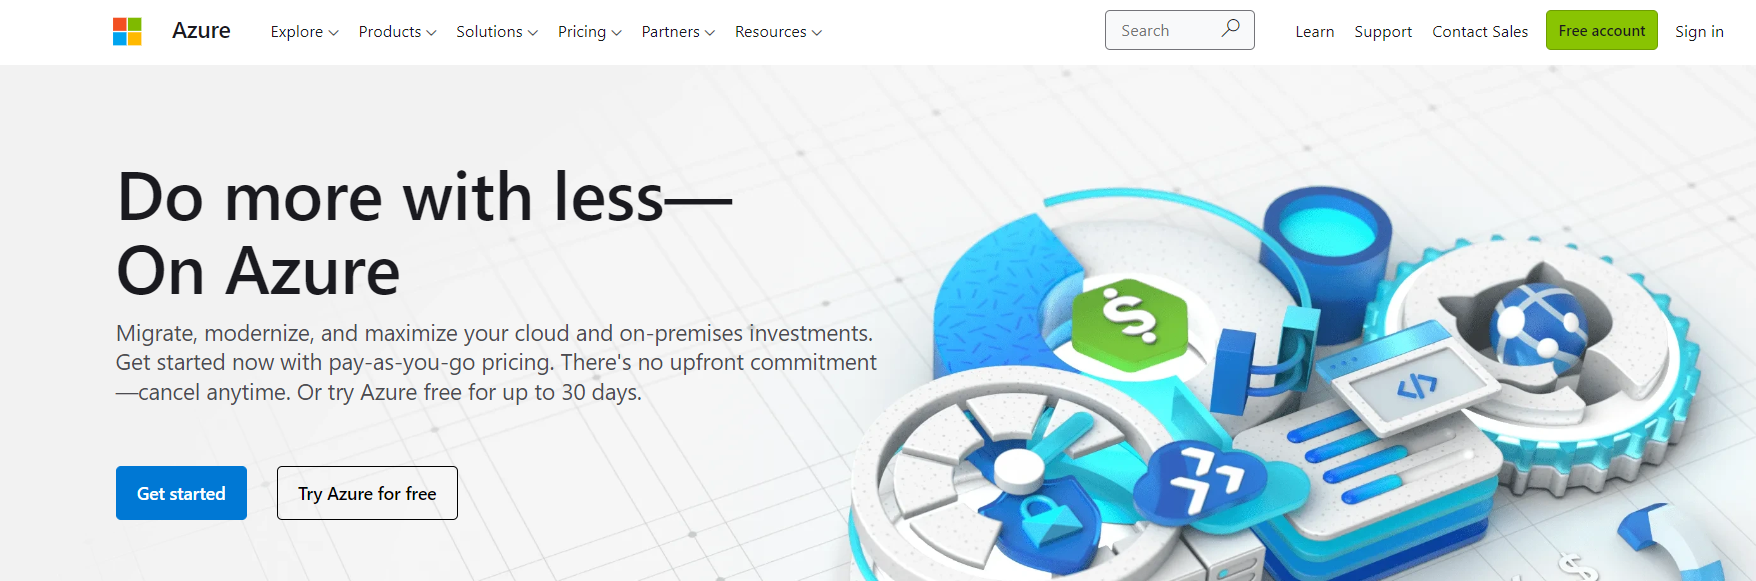 Azure
Explore Products Solutions Pricing Partners Resources Search Learn Support Contact Sales Free account Sign in
Do more with less—
On Azure
Migrate, modernize, and maximize your cloud and on-premises investments.
Get started now with pay-as-you-go pricing. There's no upfront commitment
—cancel anytime. Or try Azure free for up to 30 days.
Get started Try Azure for free